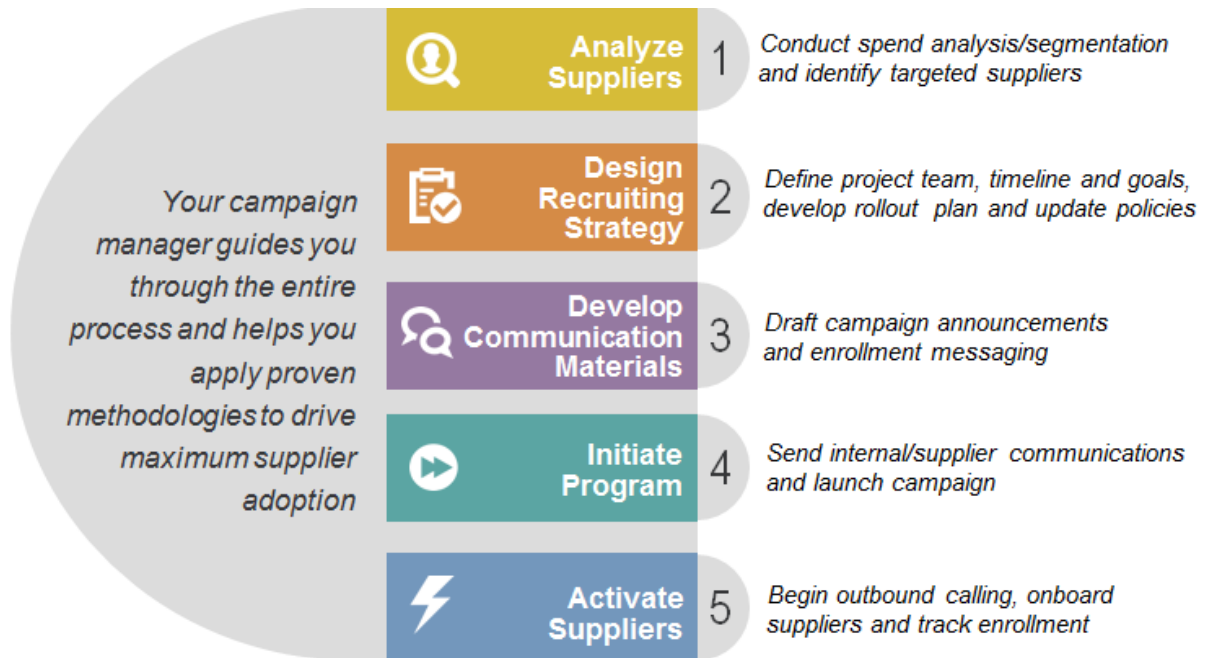 Your campaign
manager guides you
through the entire
process and helps you
apply proven
methodologies to drive
maximum supplier
adoption
Analyze
Suppliers
1
Conduct spend analysis/segmentation
and identify targeted suppliers
Design
Recruiting
Strategy
2
Define project team, timeline and goals,
develop rollout plan and update policies
Develop
Communication
Materials
3
Draft campaign announcements
and enrollment messaging
Initiate
Program
4
Send internal/supplier communications
and launch campaign
Activate
Suppliers
5
Begin outbound calling, onboard
suppliers and track enrollment